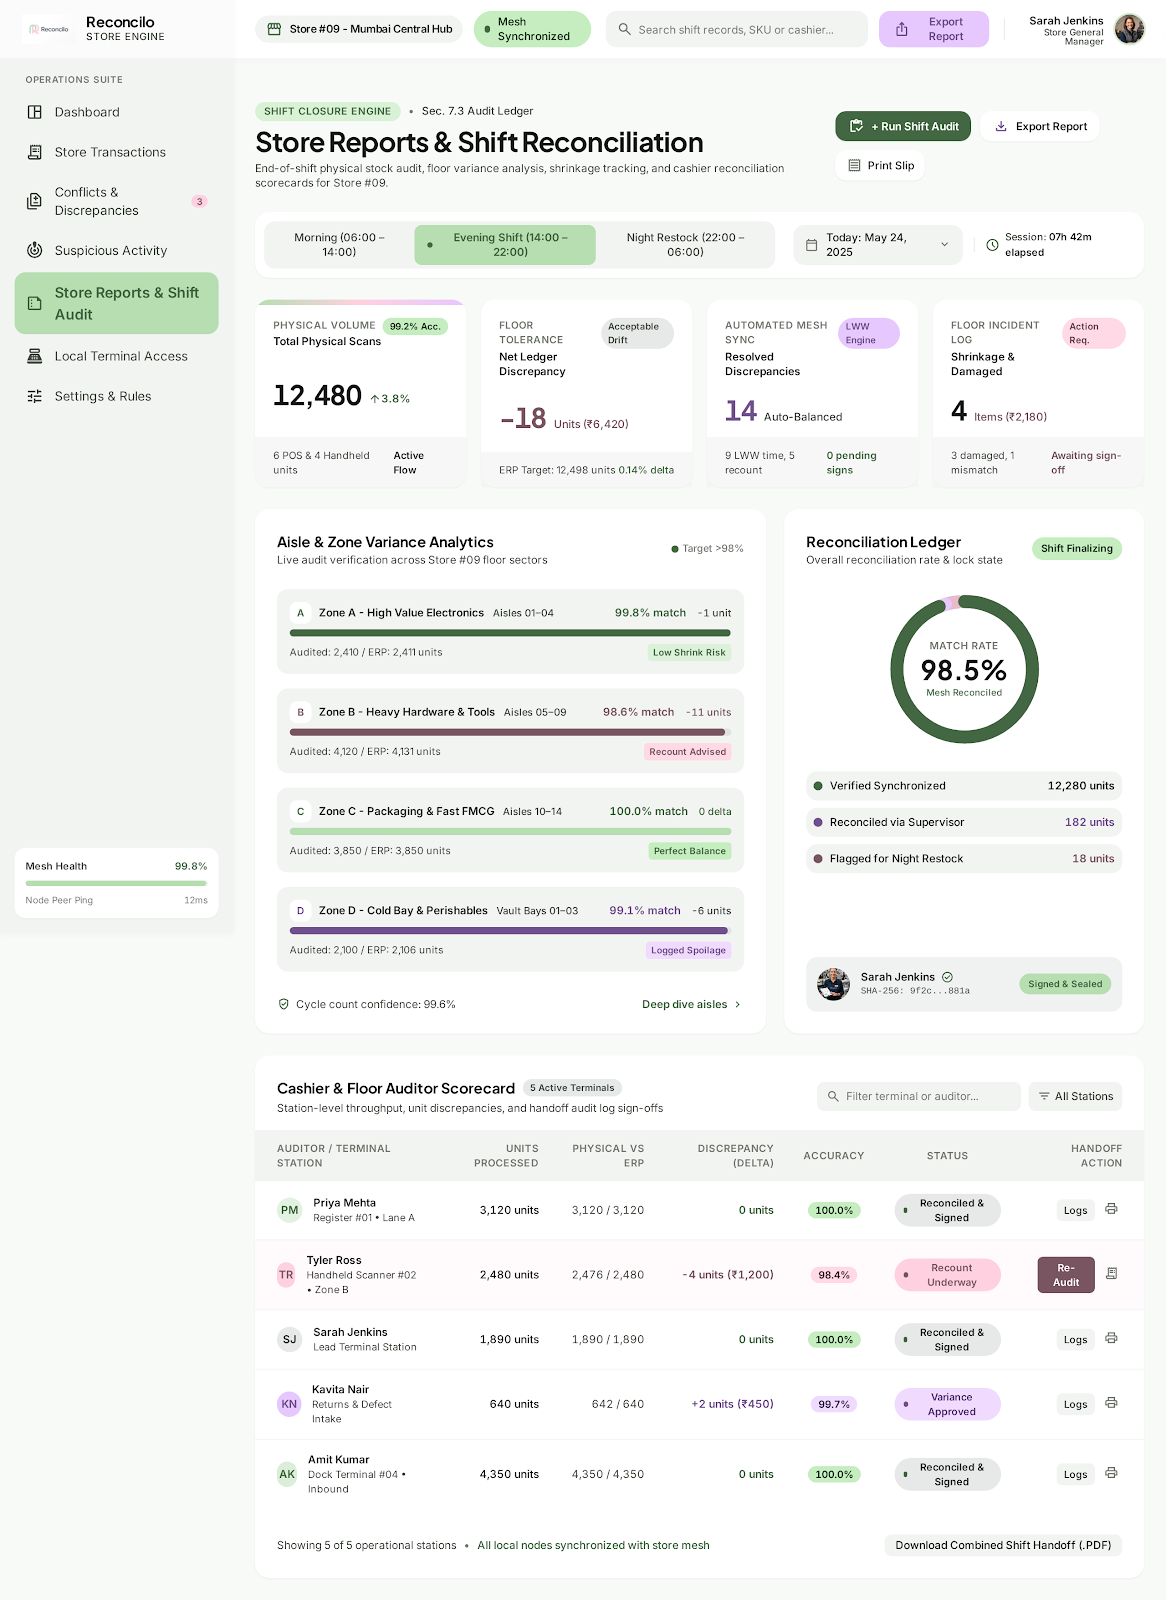 Reconcilo
Reconcilo
STORE ENGINE
Store #09 - Mumbai Central Hub
Mesh
Synchronized
Search shift records, SKU or cashier...
Export
Report
Sarah Jenkins
Store General
Manager
OPERATIONS SUITE
Dashboard
Store Transactions
Conflicts &
Discrepancies
3
Suspicious Activity
Store Reports & Shift
Audit
Local Terminal Access
Settings & Rules
Mesh Health
99.8%
Node Peer Ping
12ms
SHIFT CLOSURE ENGINE • Sec. 7.3 Audit Ledger
Store Reports & Shift Reconciliation
End-of-shift physical stock audit, floor variance analysis, shrinkage tracking, and cashier reconciliation
scorecards for Store #09.
+ Run Shift Audit
Export Report
Print Slip
Morning (06:00 –
14:00)
Evening Shift (14:00 –
22:00)
Night Restock (22:00 –
06:00)
Today: May 24,
2025
Session: 07h 42m
elapsed
PHYSICAL VOLUME
99.2% Acc.
Total Physical Scans
12,480 ↑3.8%
6 POS & 4 Handheld
units
Active
Flow
FLOOR
TOLERANCE
Acceptable
Drift
Net Ledger
Discrepancy
-18 Units (₹6,420)
ERP Target: 12,498 units 0.14% delta
AUTOMATED MESH
SYNC
LWW
Engine
Resolved
Discrepancies
14 Auto-Balanced
9 LWW time, 5
recount
0 pending
signs
FLOOR INCIDENT
LOG
Action
Req.
Shrinkage &
Damaged
4 Items (₹2,180)
3 damaged, 1
mismatch
Awaiting sign-
off
Aisle & Zone Variance Analytics
Live audit verification across Store #09 floor sectors
Target >98%
A Zone A - High Value Electronics Aisles 01–04 99.8% match -1 unit
Audited: 2,410 / ERP: 2,411 units Low Shrink Risk
B Zone B - Heavy Hardware & Tools Aisles 05–09 98.6% match -11 units
Audited: 4,120 / ERP: 4,131 units Recount Advised
C Zone C - Packaging & Fast FMCG Aisles 10–14 100.0% match 0 delta
Audited: 3,850 / ERP: 3,850 units Perfect Balance
D Zone D - Cold Bay & Perishables Vault Bays 01–03 99.1% match -6 units
Audited: 2,100 / ERP: 2,106 units Logged Spoilage
Cycle count confidence: 99.6%
Deep dive aisles
Reconciliation Ledger
Overall reconciliation rate & lock state
Shift Finalizing
MATCH RATE
98.5%
Mesh Reconciled
Verified Synchronized 12,280 units
Reconciled via Supervisor 182 units
Flagged for Night Restock 18 units
Sarah Jenkins
SHA-256: 9f2c...881a
Signed & Sealed
Cashier & Floor Auditor Scorecard
5 Active Terminals
Station-level throughput, unit discrepancies, and handoff audit log sign-offs
Filter terminal or auditor...
All Stations
AUDITOR / TERMINAL
STATION
UNITS
PROCESSED
PHYSICAL VS
ERP
DISCREPANCY
(DELTA)
ACCURACY
STATUS
HANDOFF
ACTION
PM
Priya Mehta
Register #01 • Lane A
3,120 units
3,120 / 3,120
0 units
100.0%
Reconciled &
Signed
Logs
TR
Tyler Ross
Handheld Scanner #02
• Zone B
2,480 units
2,476 / 2,480
-4 units (₹1,200)
98.4%
Recount
Underway
Re-
Audit
SJ
Sarah Jenkins
Lead Terminal Station
1,890 units
1,890 / 1,890
0 units
100.0%
Reconciled &
Signed
Logs
KN
Kavita Nair
Returns & Defect
Intake
640 units
642 / 640
+2 units (₹450)
99.7%
Variance
Approved
Logs
AK
Amit Kumar
Dock Terminal #04 •
Inbound
4,350 units
4,350 / 4,350
0 units
100.0%
Reconciled &
Signed
Logs
Showing 5 of 5 operational stations • All local nodes synchronized with store mesh
Download Combined Shift Handoff (.PDF)